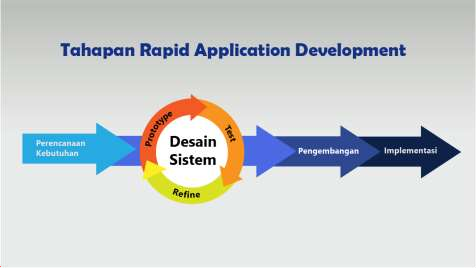 Tahapan Rapid Application Development
Perencanaan
Kebutuhan
Prototype
Test
Refine
Desain
Sistem
Pengembangan
Implementasi